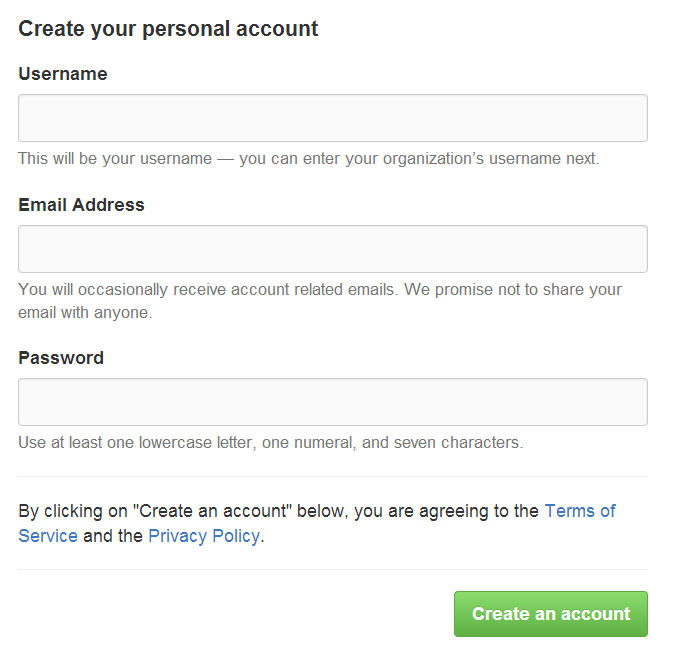 Create your personal account
Username
This will be your username — you can enter your organization’s username next.
Email Address
You will occasionally receive account related emails. We promise not to share your
email with anyone.
Password
Use at least one lowercase letter, one numeral, and seven characters.
By clicking on "Create an account" below, you are agreeing to the Terms of
Service and the Privacy Policy.
Create an account